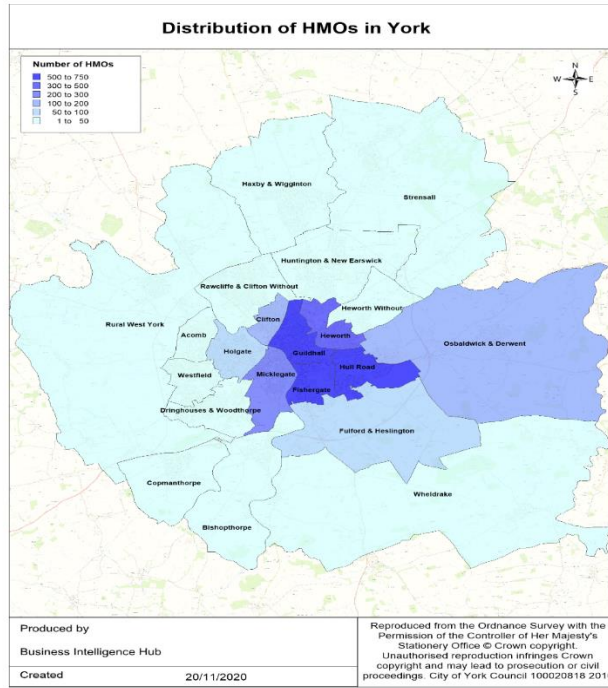 Distribution of HMOs in York
Number of HMOs
500 to 750
300 to 500
200 to 300
100 to 200
50 to 100
1 to 50
N
W E
S
Haxby & Wigginton
Strensall
Huntington & New Earswick
Rawcliffe & Clifton Without
Heworth Without
Rural West York
Clifton
Acomb
Heworth
Osbaldwick & Derwent
Holgate
Guildhall
Hull Road
Westfield
Micklegate
Fishergate
Dringhouses & Woodthorpe
Fulford & Heslington
Copmanthorpe
Wheldrake
Bishopthorpe
Produced by
Business Intelligence Hub
Created 20/11/2020
Reproduced from the Ordnance Survey with the
Permission of the Controller of Her Majesty's
Stationery Office © Crown copyright.
Unauthorised reproduction infringes Crown
copyright and may lead to prosecution or civil
proceedings. City of York Council 100020818 201